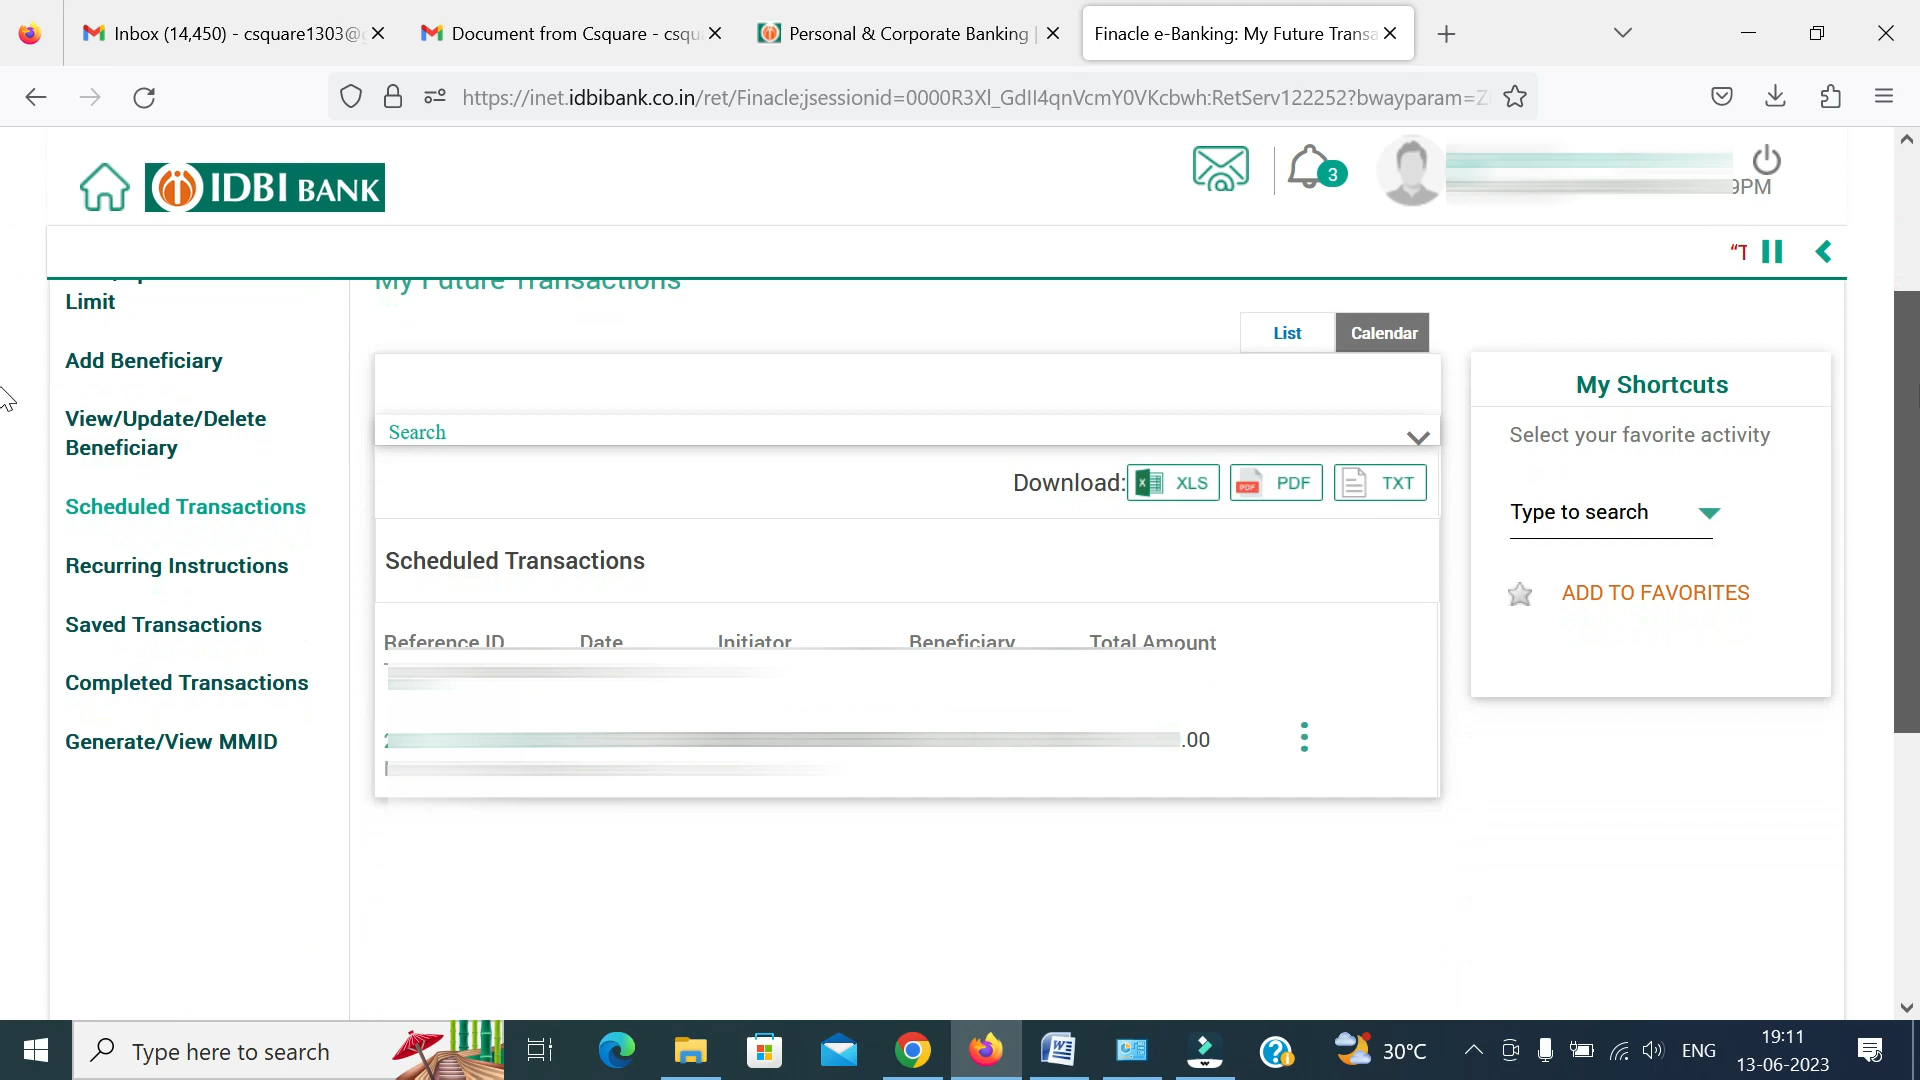 Inbox (14,450) - csquare1303@
Document from Csquare - csqu
Personal & Corporate Banking |
Finacle e-Banking: My Future Transa
https://inet.idbibank.co.in/ret/Finacle;jsessionid=0000R3Xl_GdII4qnVcmY0VKcbwh:RetServ122252?bwayparam=Z
IDBI BANK
3
9PM
“T
My Future Transactions
Limit
Add Beneficiary
View/Update/Delete
Beneficiary
Scheduled Transactions
Recurring Instructions
Saved Transactions
Completed Transactions
Generate/View MMID
List Calendar
Search
Download: XLS PDF TXT
Scheduled Transactions
Reference ID Date Initiator Beneficiary Total Amount
.00
My Shortcuts
Select your favorite activity
Type to search
ADD TO FAVORITES
Type here to search
30°C
ENG
19:11
13-06-2023